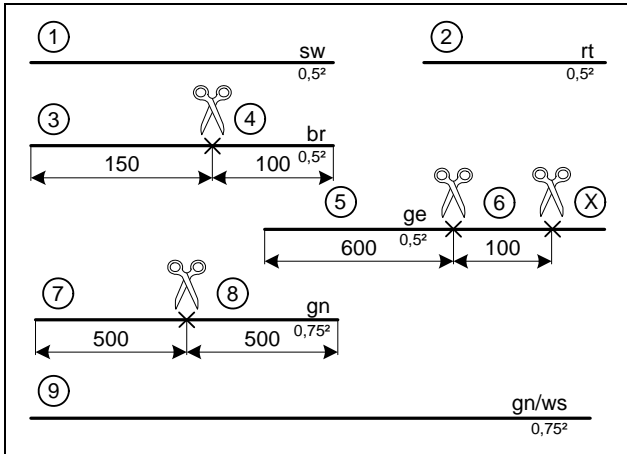 1 sw 0,5²
2 rt 0,5²
3 4 br 0,5²
150 100
5 ge 0,5² 6 X
600 100
7 8 gn 0,75²
500 500
9 gn/ws 0,75²